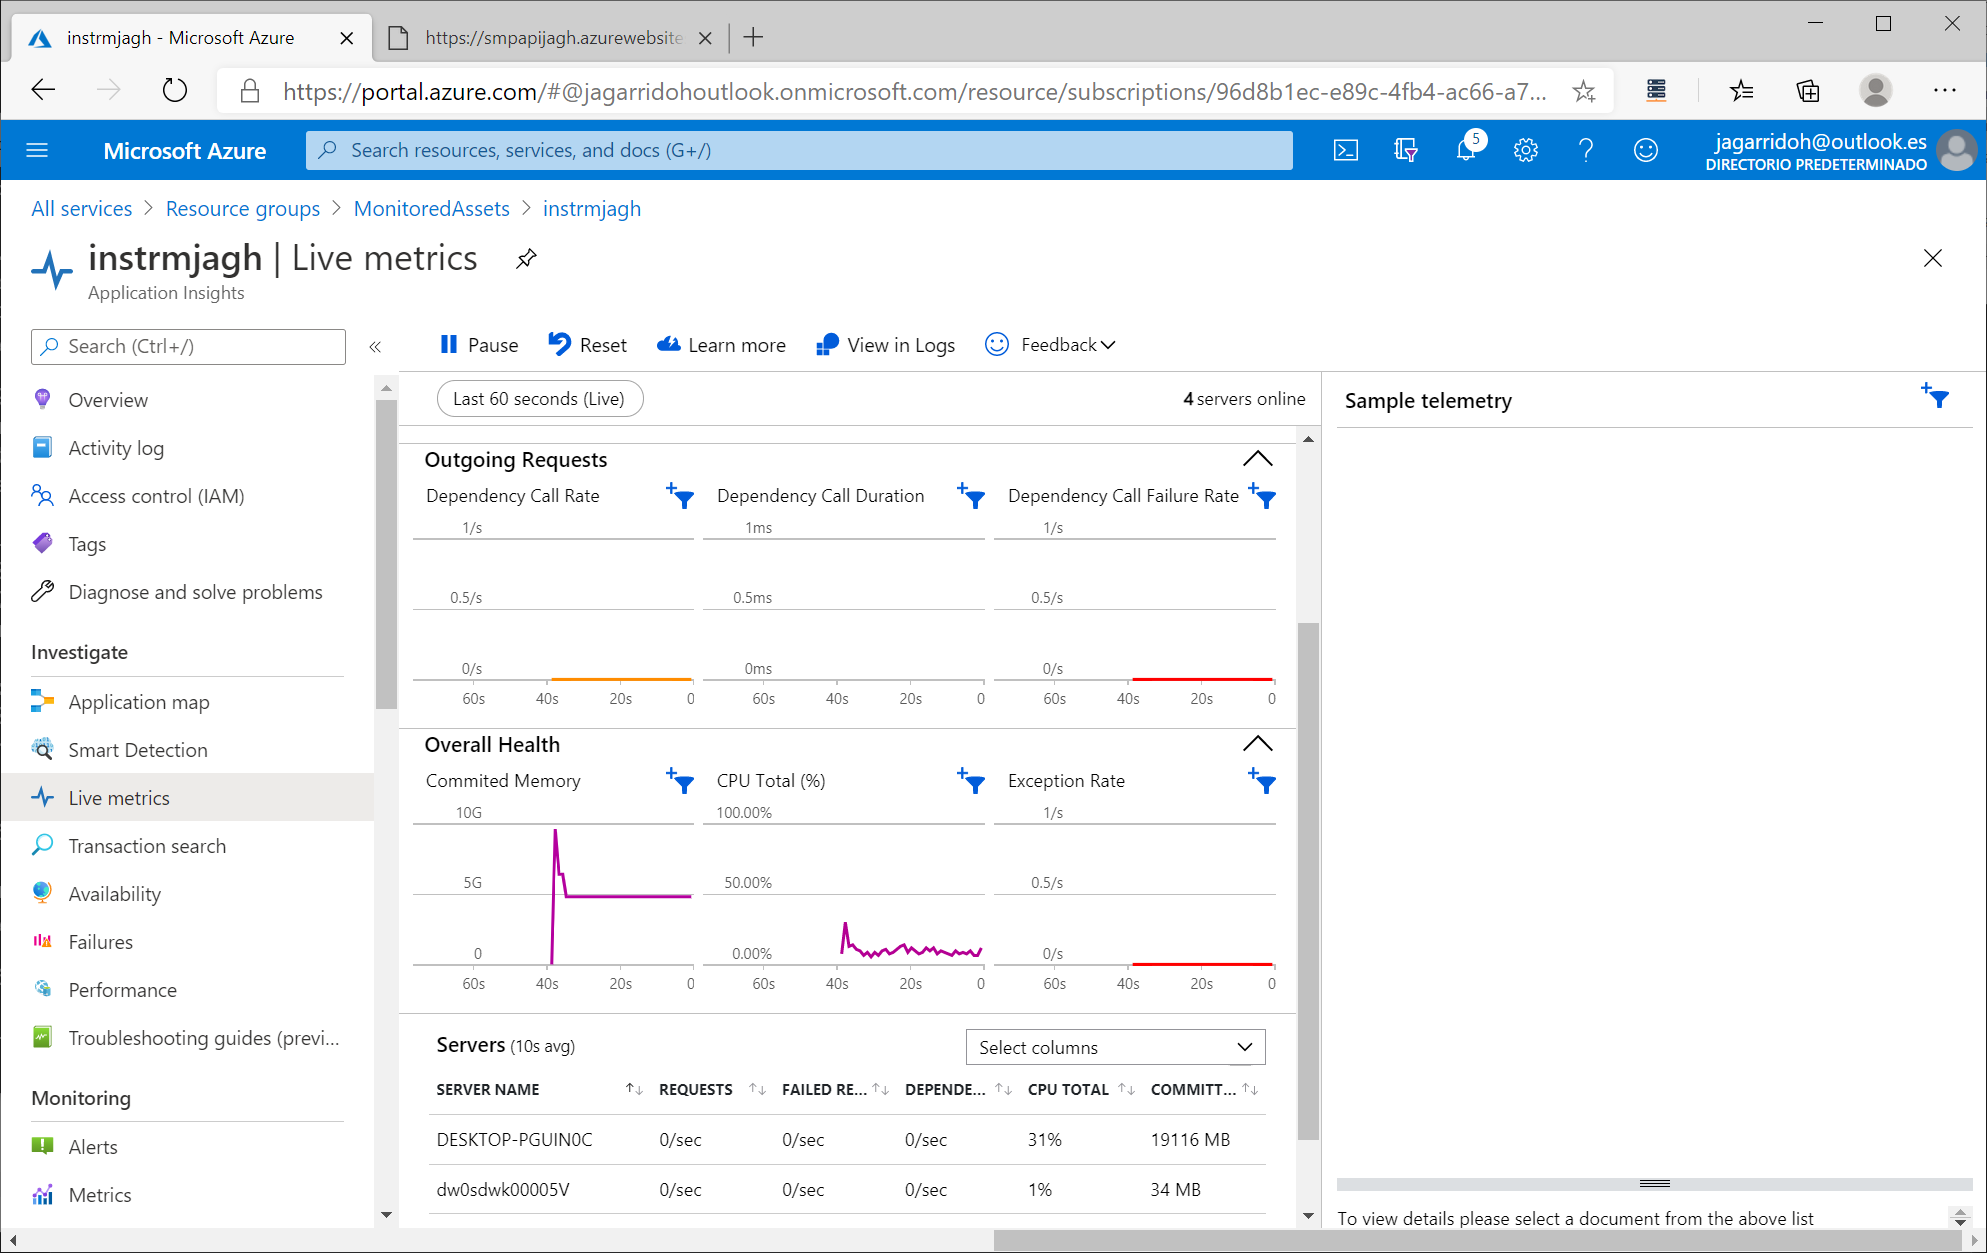 instrmjagh - Microsoft Azure
https://smpapijagh.azurewebsite
https://portal.azure.com/#@jagarridohoutlook.onmicrosoft.com/resource/subscriptions/96d8b1ec-e89c-4fb4-ac66-a7...
Microsoft Azure
Search resources, services, and docs (G+/)
5
jagarridoh@outlook.es
DIRECTORIO PREDETERMINADO
All services > Resource groups > MonitoredAssets > instrmjagh
instrmjagh | Live metrics
Application Insights
Search (Ctrl+/)
«
Overview
Activity log
Access control (IAM)
Tags
Diagnose and solve problems
Investigate
Application map
Smart Detection
Live metrics
Transaction search
Availability
Failures
Performance
Troubleshooting guides (previ...
Monitoring
Alerts
Metrics
Pause Reset Learn more View in Logs Feedback
Last 60 seconds (Live)
4 servers online
Outgoing Requests
Dependency Call Rate
1/s
0.5/s
0/s
60s 40s 20s 0
Dependency Call Duration
1ms
0.5ms
0ms
60s 40s 20s 0
Dependency Call Failure Rate
1/s
0.5/s
0/s
60s 40s 20s 0
Overall Health
Commited Memory
10G
5G
0
60s 40s 20s 0
CPU Total (%)
100.00%
50.00%
0.00%
60s 40s 20s 0
Exception Rate
1/s
0.5/s
0/s
60s 40s 20s 0
Servers (10s avg)
Select columns
SERVER NAME REQUESTS FAILED RE... DEPENDE... CPU TOTAL COMMITT...
DESKTOP-PGUIN0C 0/sec 0/sec 0/sec 31% 19116 MB
dw0sdwk00005V 0/sec 0/sec 0/sec 1% 34 MB
Sample telemetry
To view details please select a document from the above list